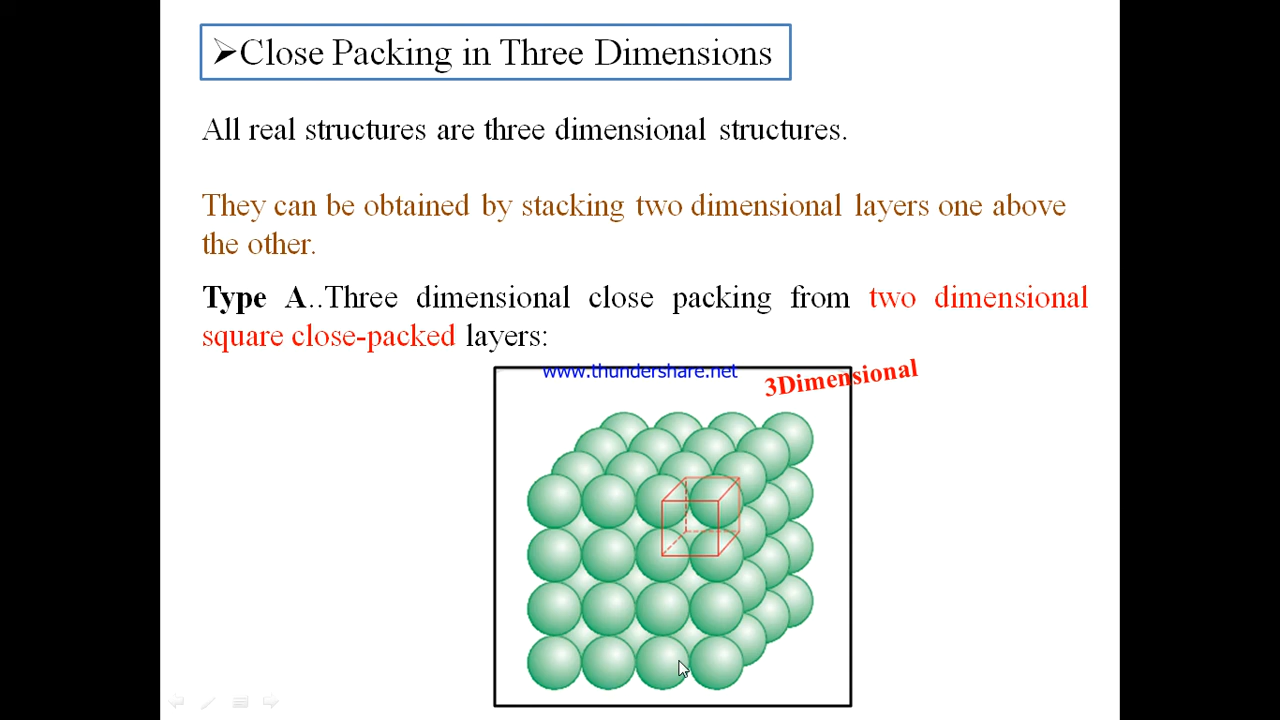 ➢Close Packing in Three Dimensions
All real structures are three dimensional structures.
They can be obtained by stacking two dimensional layers one above
the other.
Type A..Three dimensional close packing from two dimensional
square close-packed layers:
www.thundershare.net
3Dimensional